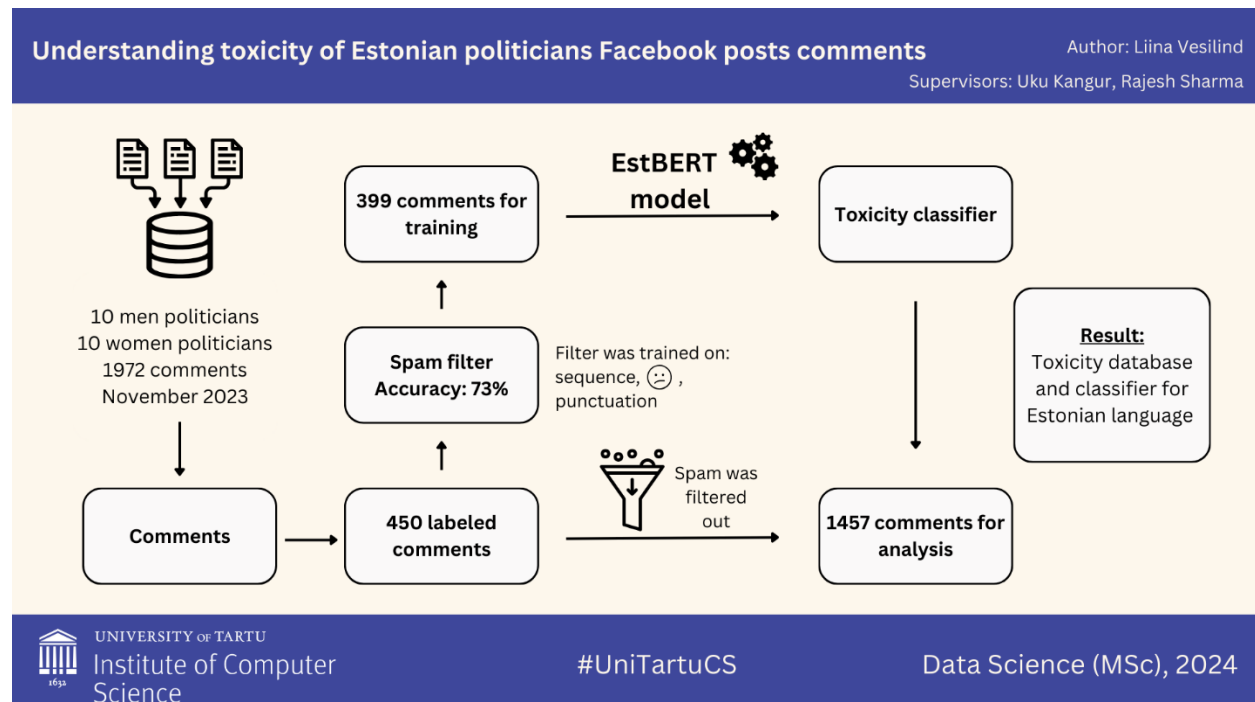 Understanding toxicity of Estonian politicians Facebook posts comments
Author: Liina Vesilind
Supervisors: Uku Kangur, Rajesh Sharma
10 men politicians
10 women politicians
1972 comments
November 2023
Comments
450 labeled
comments
Spam filter
Accuracy: 73%
Filter was trained on:
sequence, ☹ ,
punctuation
399 comments for
training
EstBERT
model
Toxicity classifier
Spam was
filtered
out
1457 comments for
analysis
Result:
Toxicity database
and classifier for
Estonian language
UNIVERSITY OF TARTU
Institute of Computer
Science
1632
#UniTartuCS
Data Science (MSc), 2024